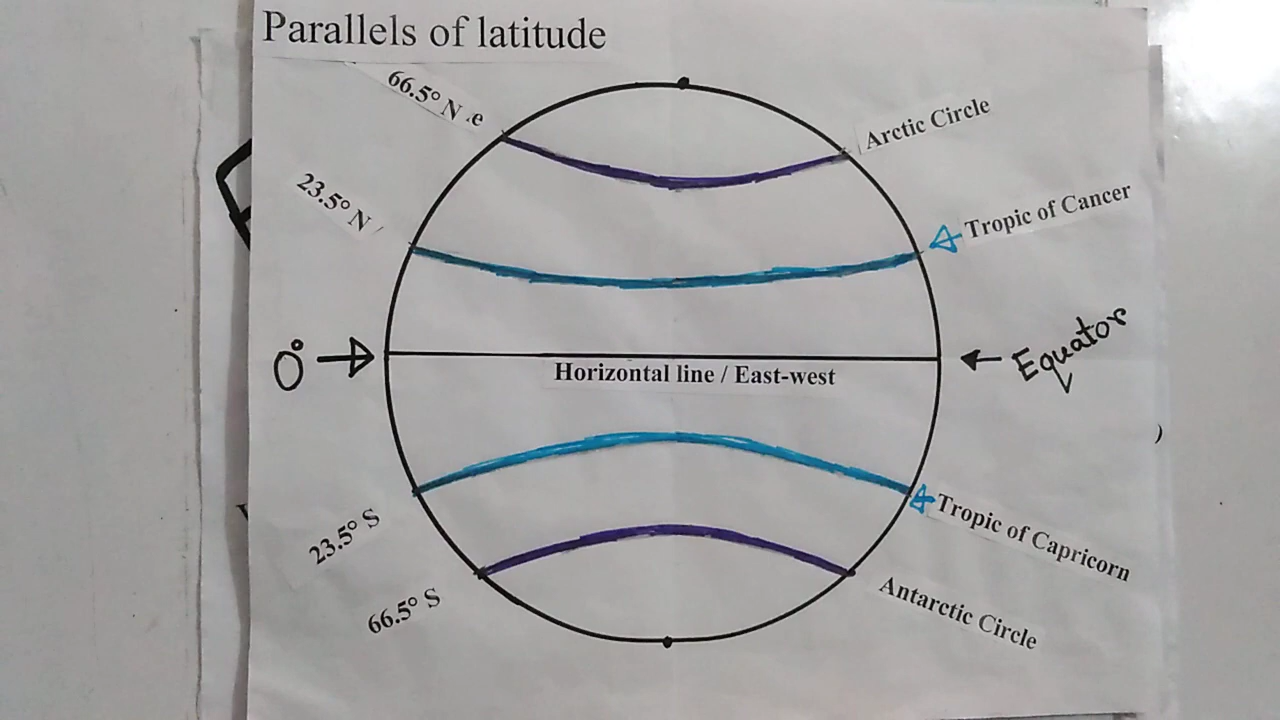 Parallels of latitude
66.5° N e
Arctic Circle
23.5° N
Tropic of Cancer
0°
Equator
Horizontal line / East-west
23.5° S
Tropic of Capricorn
66.5° S
Antarctic Circle
)